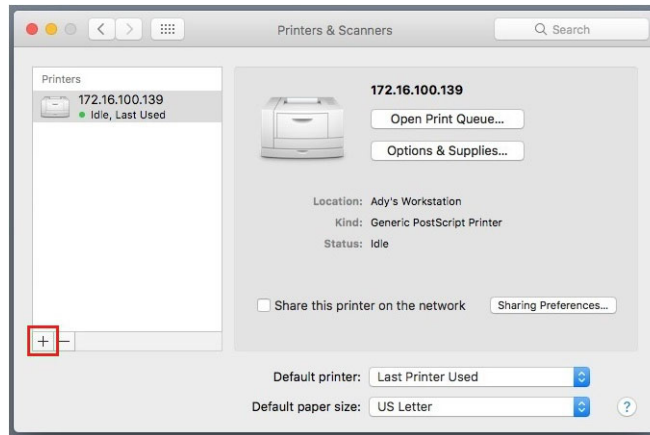 Printers & Scanners
Search
Printers
172.16.100.139
Idle, Last Used
172.16.100.139
Open Print Queue...
Options & Supplies...
Location: Ady's Workstation
Kind: Generic PostScript Printer
Status: Idle
Share this printer on the network Sharing Preferences...
+ −
Default printer: Last Printer Used
Default paper size: US Letter
?